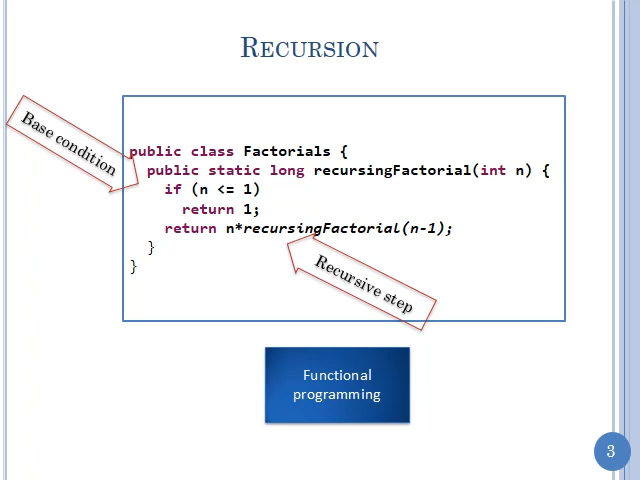 RECURSION
Base condition
public class Factorials {
public static long recursingFactorial(int n) {
if (n <= 1)
return 1;
return n*recursingFactorial(n-1);
}
}
Recursive step
Functional
programming
3